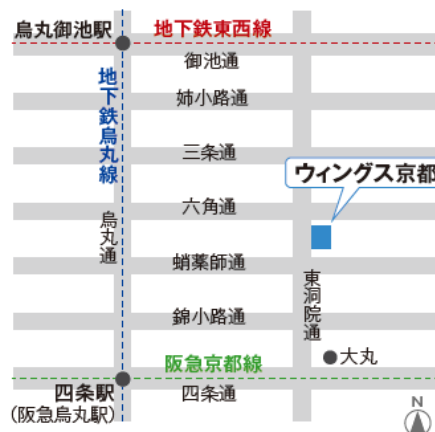 烏丸御池駅
地下鉄東西線
御池通
地下鉄烏丸線
姉小路通
三条通
ウィングス京都
六角通
烏丸通
蛸薬師通
東洞院通
錦小路通
阪急京都線
大丸
四条駅
四条通
(阪急烏丸駅)
N